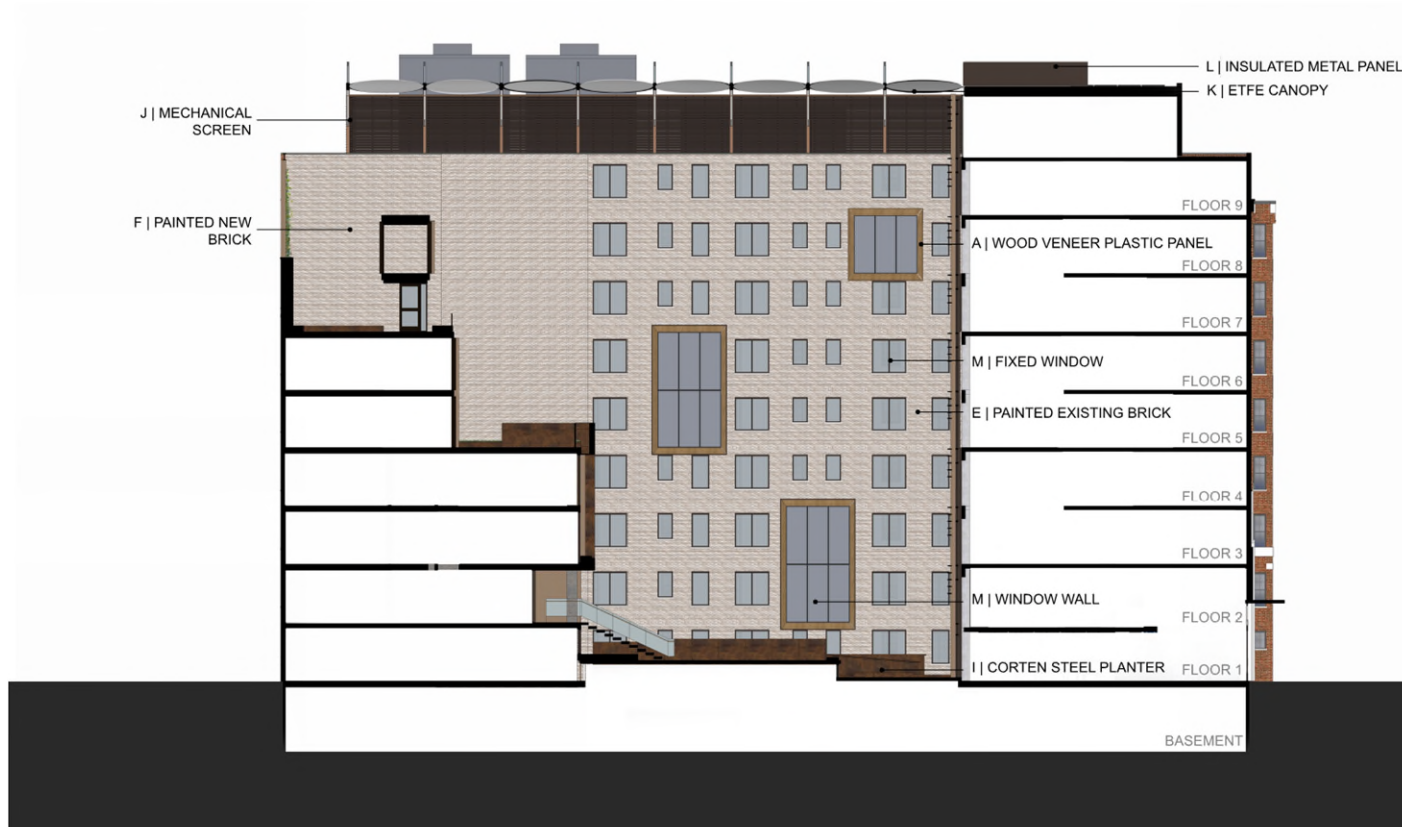 L | INSULATED METAL PANEL
K | ETFE CANOPY
J | MECHANICAL
SCREEN
FLOOR 9
F | PAINTED NEW
BRICK
A | WOOD VENEER PLASTIC PANEL
FLOOR 8
FLOOR 7
M | FIXED WINDOW
FLOOR 6
E | PAINTED EXISTING BRICK
FLOOR 5
FLOOR 4
FLOOR 3
M | WINDOW WALL
FLOOR 2
I | CORTEN STEEL PLANTER
FLOOR 1
BASEMENT